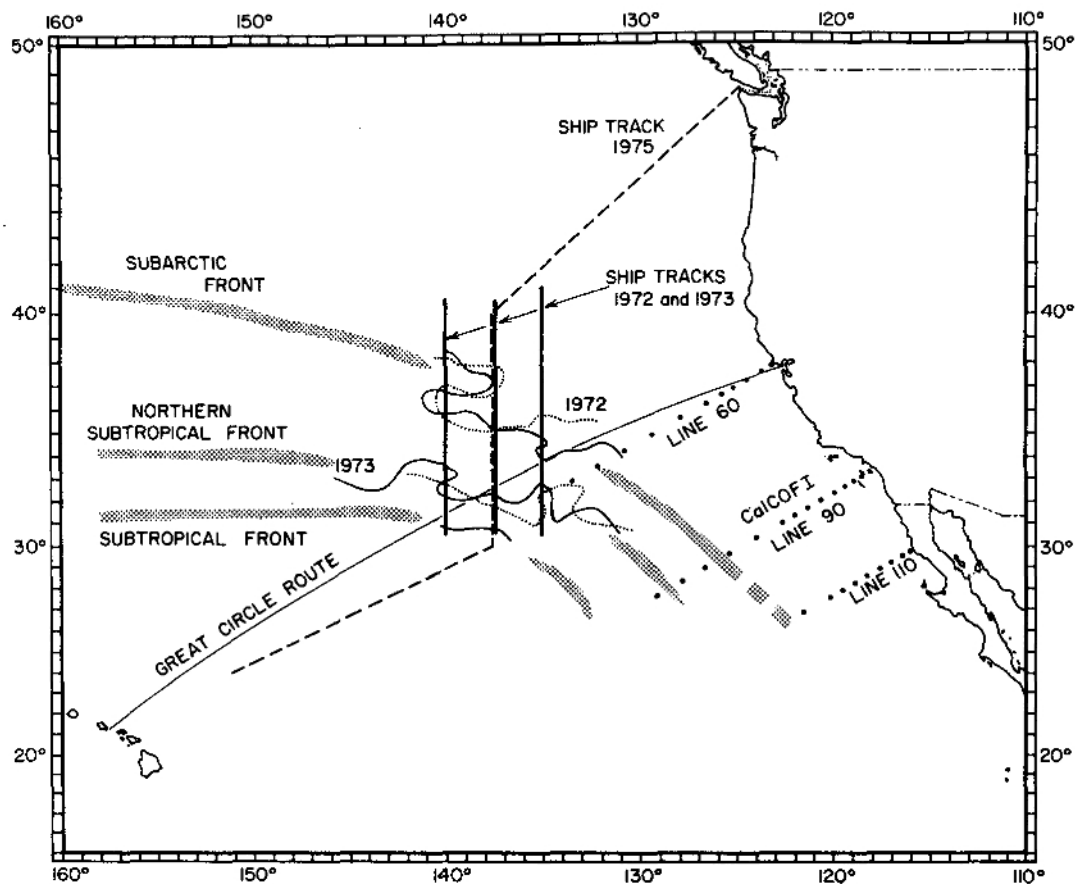 160° 140° 130° 120° 110°
50° 50°
SHIP TRACK
1975
SUBARCTIC
FRONT
SHIP TRACKS
1972 and 1973
40° 40°
NORTHERN
SUBTROPICAL FRONT
1972
1973
LINE 60
CalCOFI
LINE 90
SUBTROPICAL FRONT
30° 30°
LINE 110
GREAT CIRCLE ROUTE
20° 20°
160° 150° 140° 130° 120° 110°